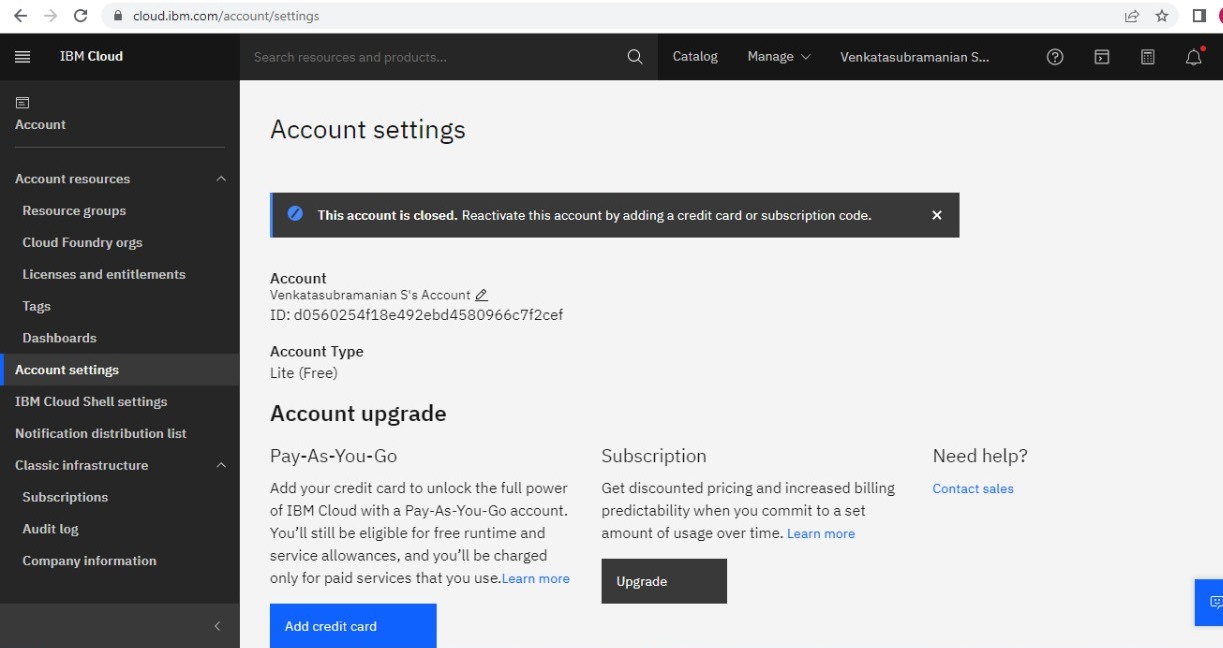 cloud.ibm.com/account/settings
IBM Cloud
Search resources and products...
Catalog
Manage
Venkatasubramanian S...
Account
Account resources
Resource groups
Cloud Foundry orgs
Licenses and entitlements
Tags
Dashboards
Account settings
IBM Cloud Shell settings
Notification distribution list
Classic infrastructure
Subscriptions
Audit log
Company information
Account settings
This account is closed. Reactivate this account by adding a credit card or subscription code.
Account
Venkatasubramanian S's Account
ID: d0560254f18e492ebd4580966c7f2cef
Account Type
Lite (Free)
Account upgrade
Pay-As-You-Go
Add your credit card to unlock the full power
of IBM Cloud with a Pay-As-You-Go account.
You’ll still be eligible for free runtime and
service allowances, and you’ll be charged
only for paid services that you use.Learn more
Add credit card
Subscription
Get discounted pricing and increased billing
predictability when you commit to a set
amount of usage over time. Learn more
Upgrade
Need help?
Contact sales